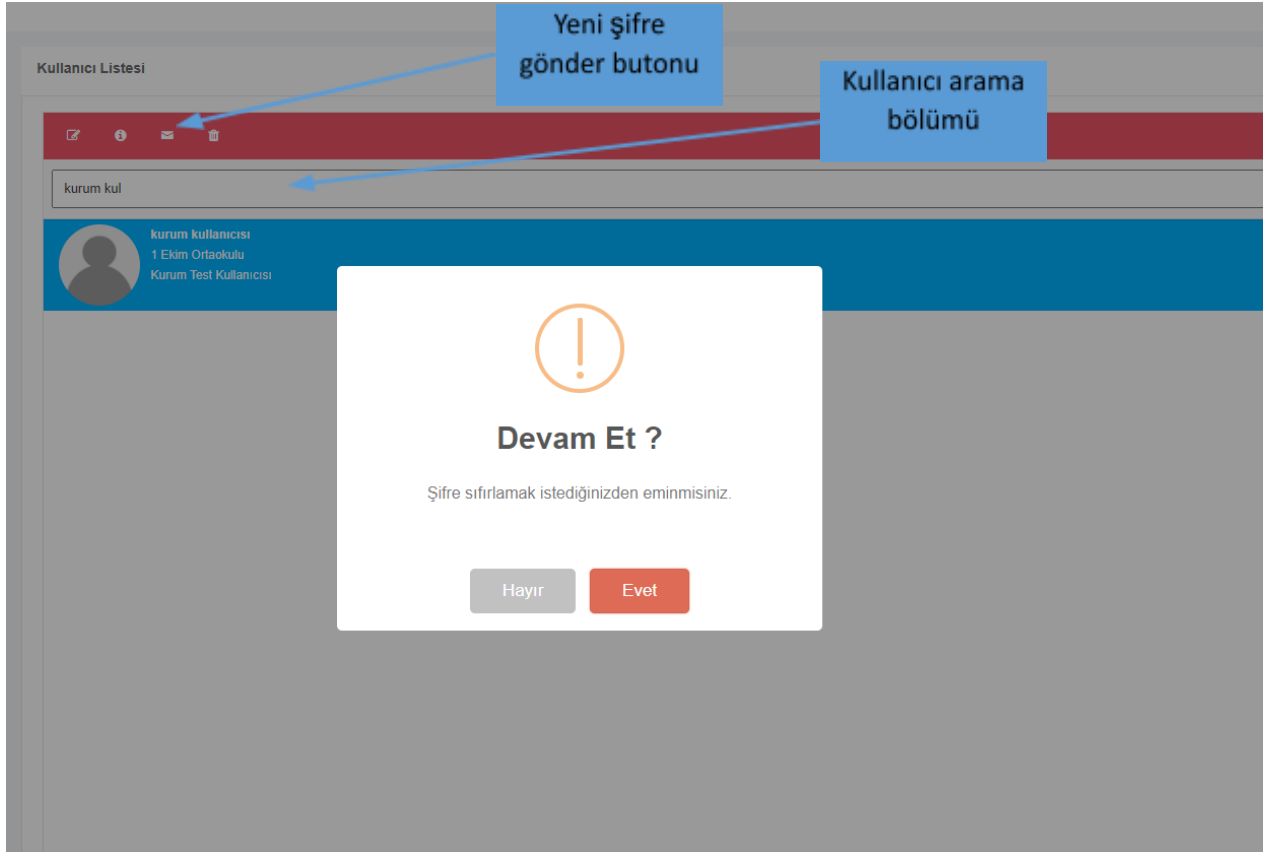 Yeni şifre
gönder butonu
Kullanıcı Listesi
Kullanıcı arama
bölümü
kurum kul
kurum kullanıcısı
1 Ekim Ortaokulu
Kurum Test Kullanıcısı
Devam Et ?
Şifre sıfırlamak istediğinizden eminmisiniz.
Hayır
Evet